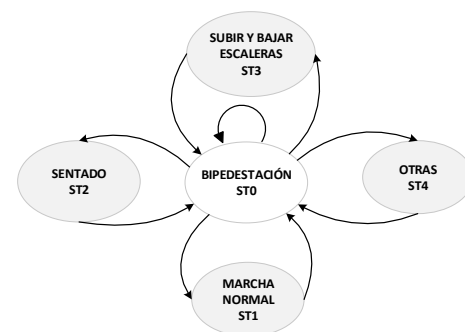 SUBIR Y BAJAR
ESCALERAS
ST3
SENTADO
ST2
BIPEDESTACIÓN
ST0
OTRAS
ST4
MARCHA
NORMAL
ST1